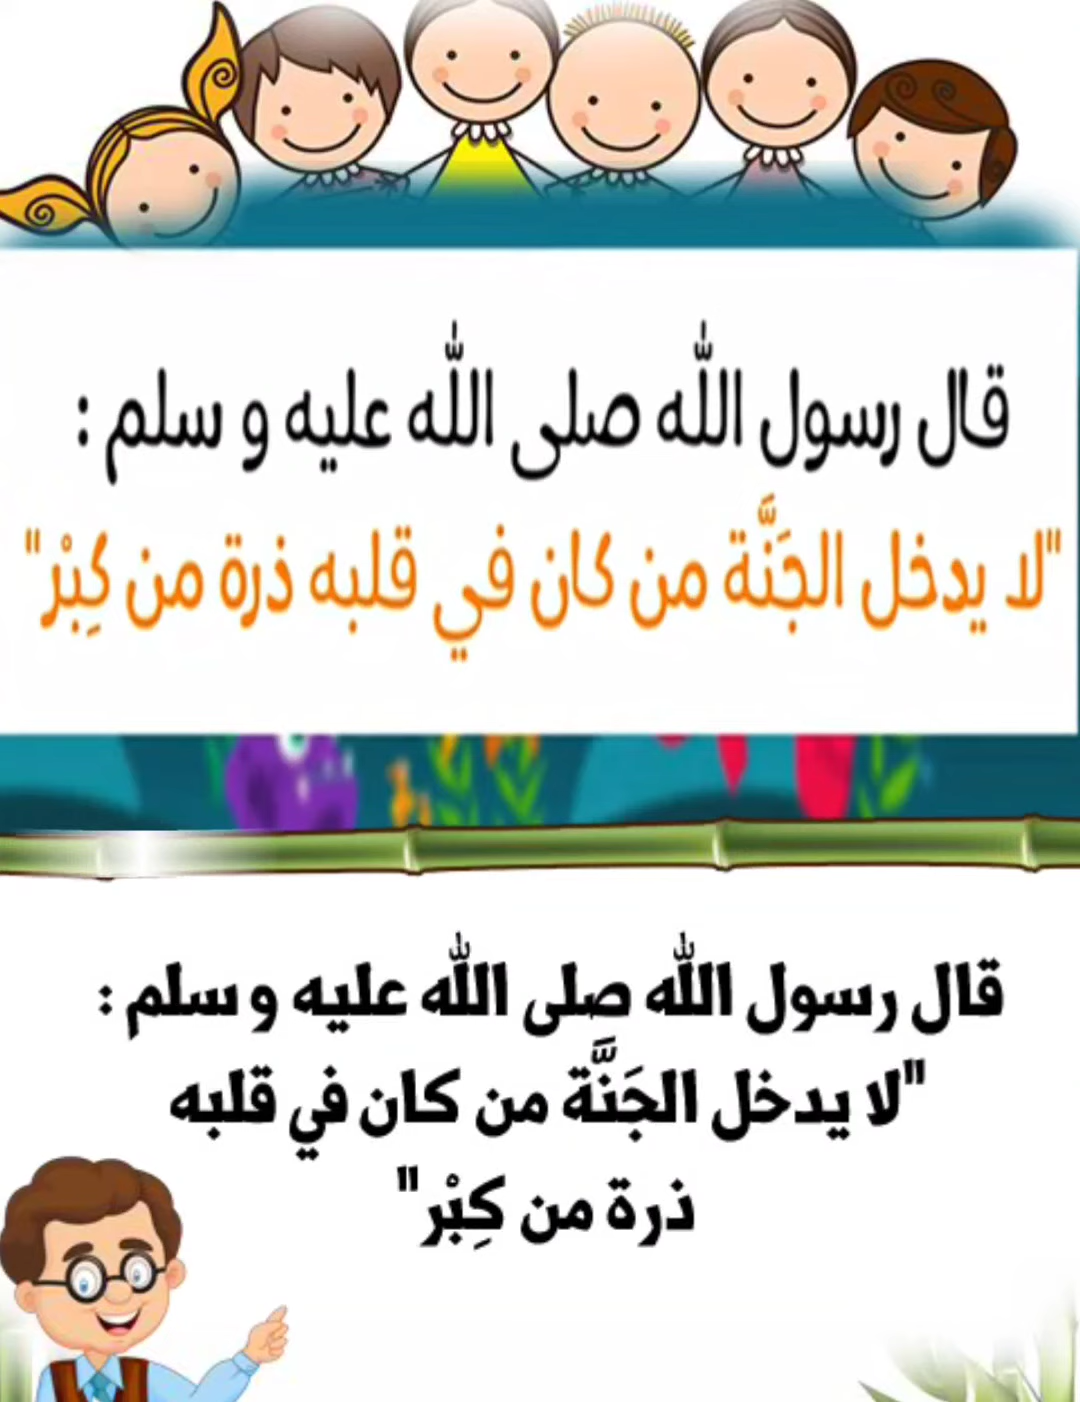 قال رسول الله صلى الله عليه و سلم :
"لا يدخل الجَنَّة من كان في قلبه ذرة من كِبْر"
قال رسول الله صلى الله عليه و سلم :
"لا يدخل الجَنَّة من كان في قلبه
ذرة من كِبْر"